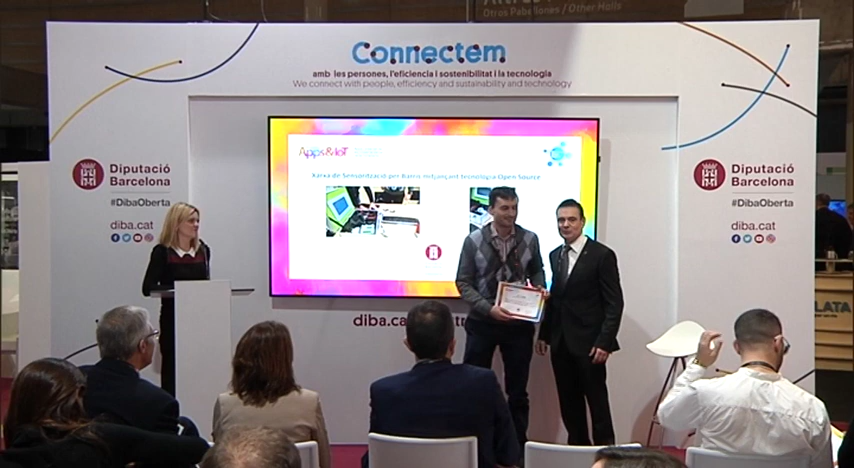 Otros Pabellones / Other Halls
Connectem
amb les persones, l'eficiencia i sostenibilitat i la tecnologia
We connect with people, efficiency and sustainability and technology
Apps&IoT
Xarxa de Sensorització per Barris mitjançant tecnologia Open Source
Diputació
Barcelona
#DibaOberta
diba.cat
Diputació
Barcelona
#DibaOberta
diba.cat
diba.cat
LATA